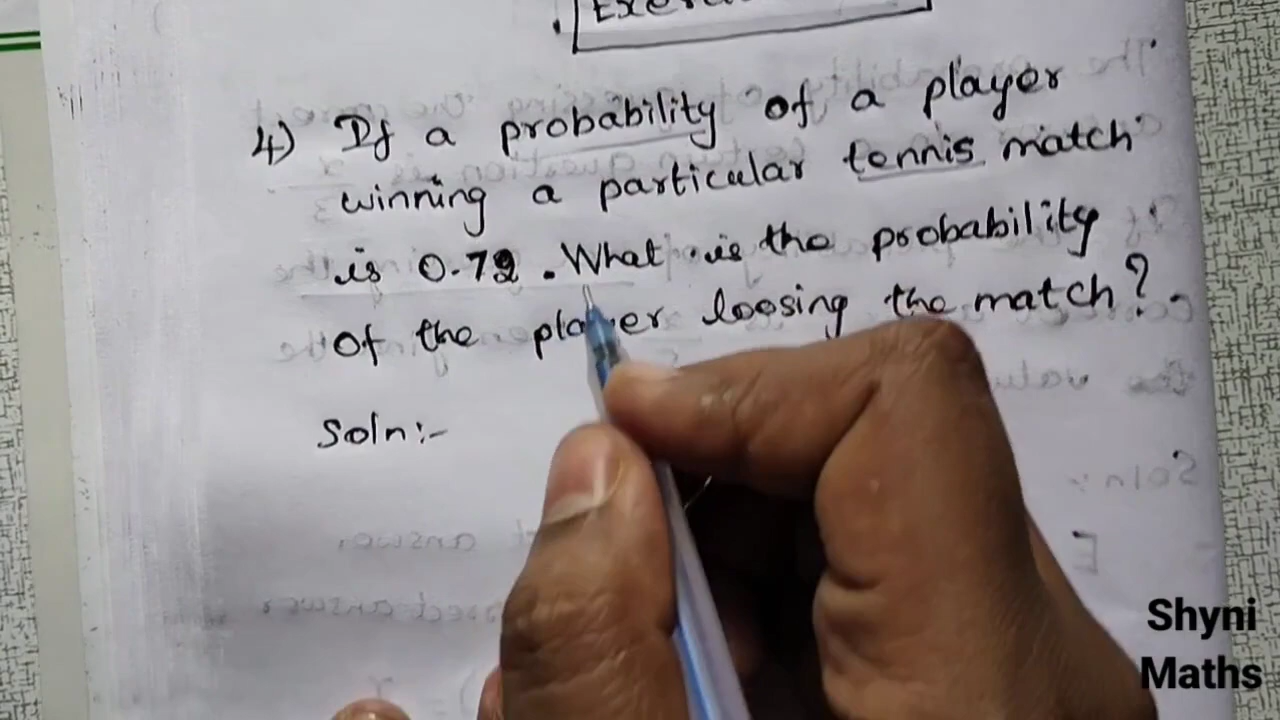 4) If a probability of a player
winning a particular tennis match
is 0.72. What is the probability
of the player loosing the match?
Soln:-
Shyni
Maths